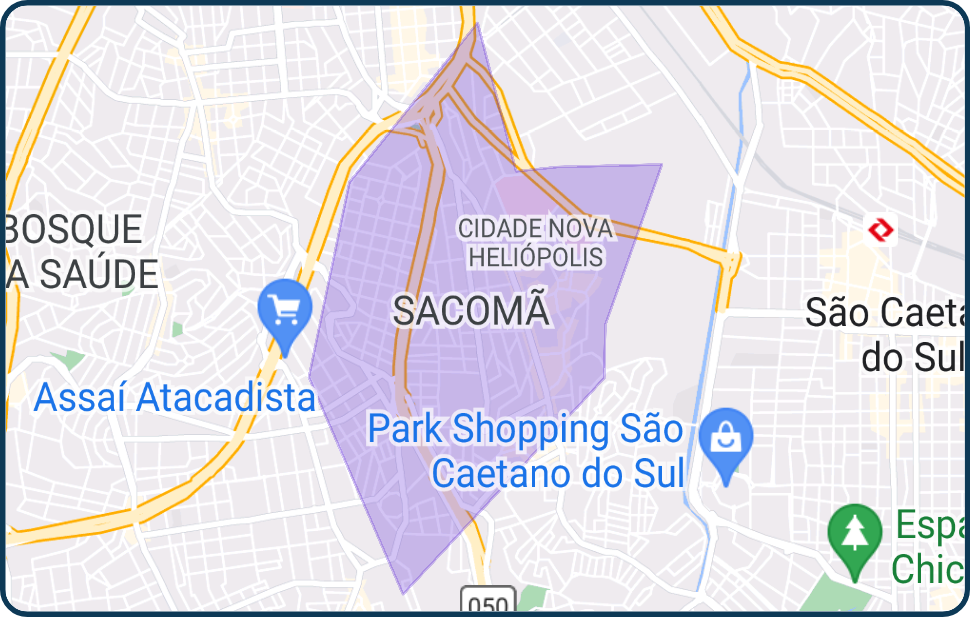 BOSQUE
A SAÚDE
CIDADE NOVA
HELIÓPOLIS
SACOMÃ
São Caeta
do Sul
Assaí Atacadista
Park Shopping São
Caetano do Sul
Espa
Chic
050